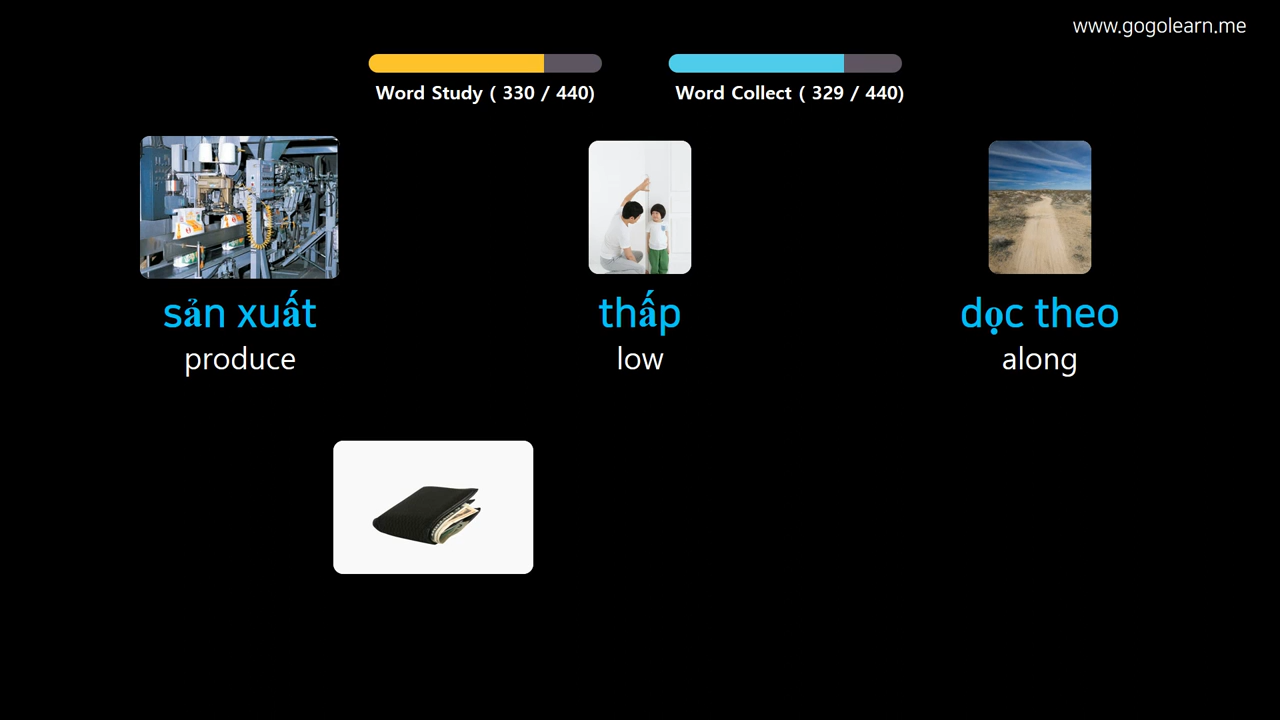 www.gogolearn.me
Word Study ( 330 / 440)
Word Collect ( 329 / 440)
sản xuất
produce
thấp
low
dọc theo
along